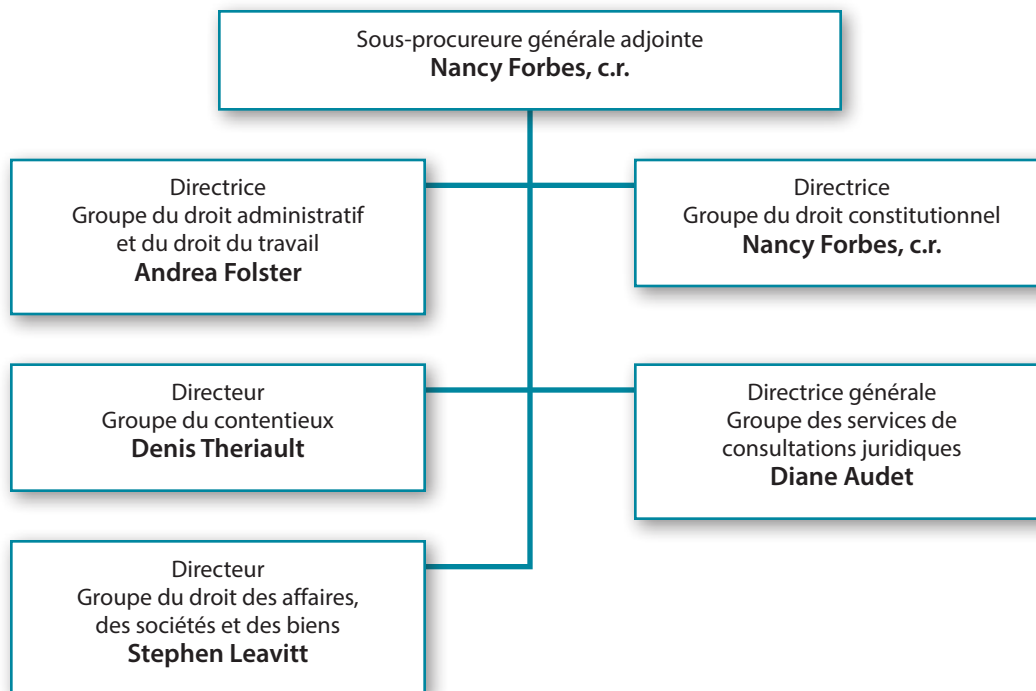 Sous-procureure générale adjointe
Nancy Forbes, c.r.
Directrice
Groupe du droit administratif
et du droit du travail
Andrea Folster
Directrice
Groupe du droit constitutionnel
Nancy Forbes, c.r.
Directeur
Groupe du contentieux
Denis Theriault
Directrice générale
Groupe des services de
consultations juridiques
Diane Audet
Directeur
Groupe du droit des affaires,
des sociétés et des biens
Stephen Leavitt